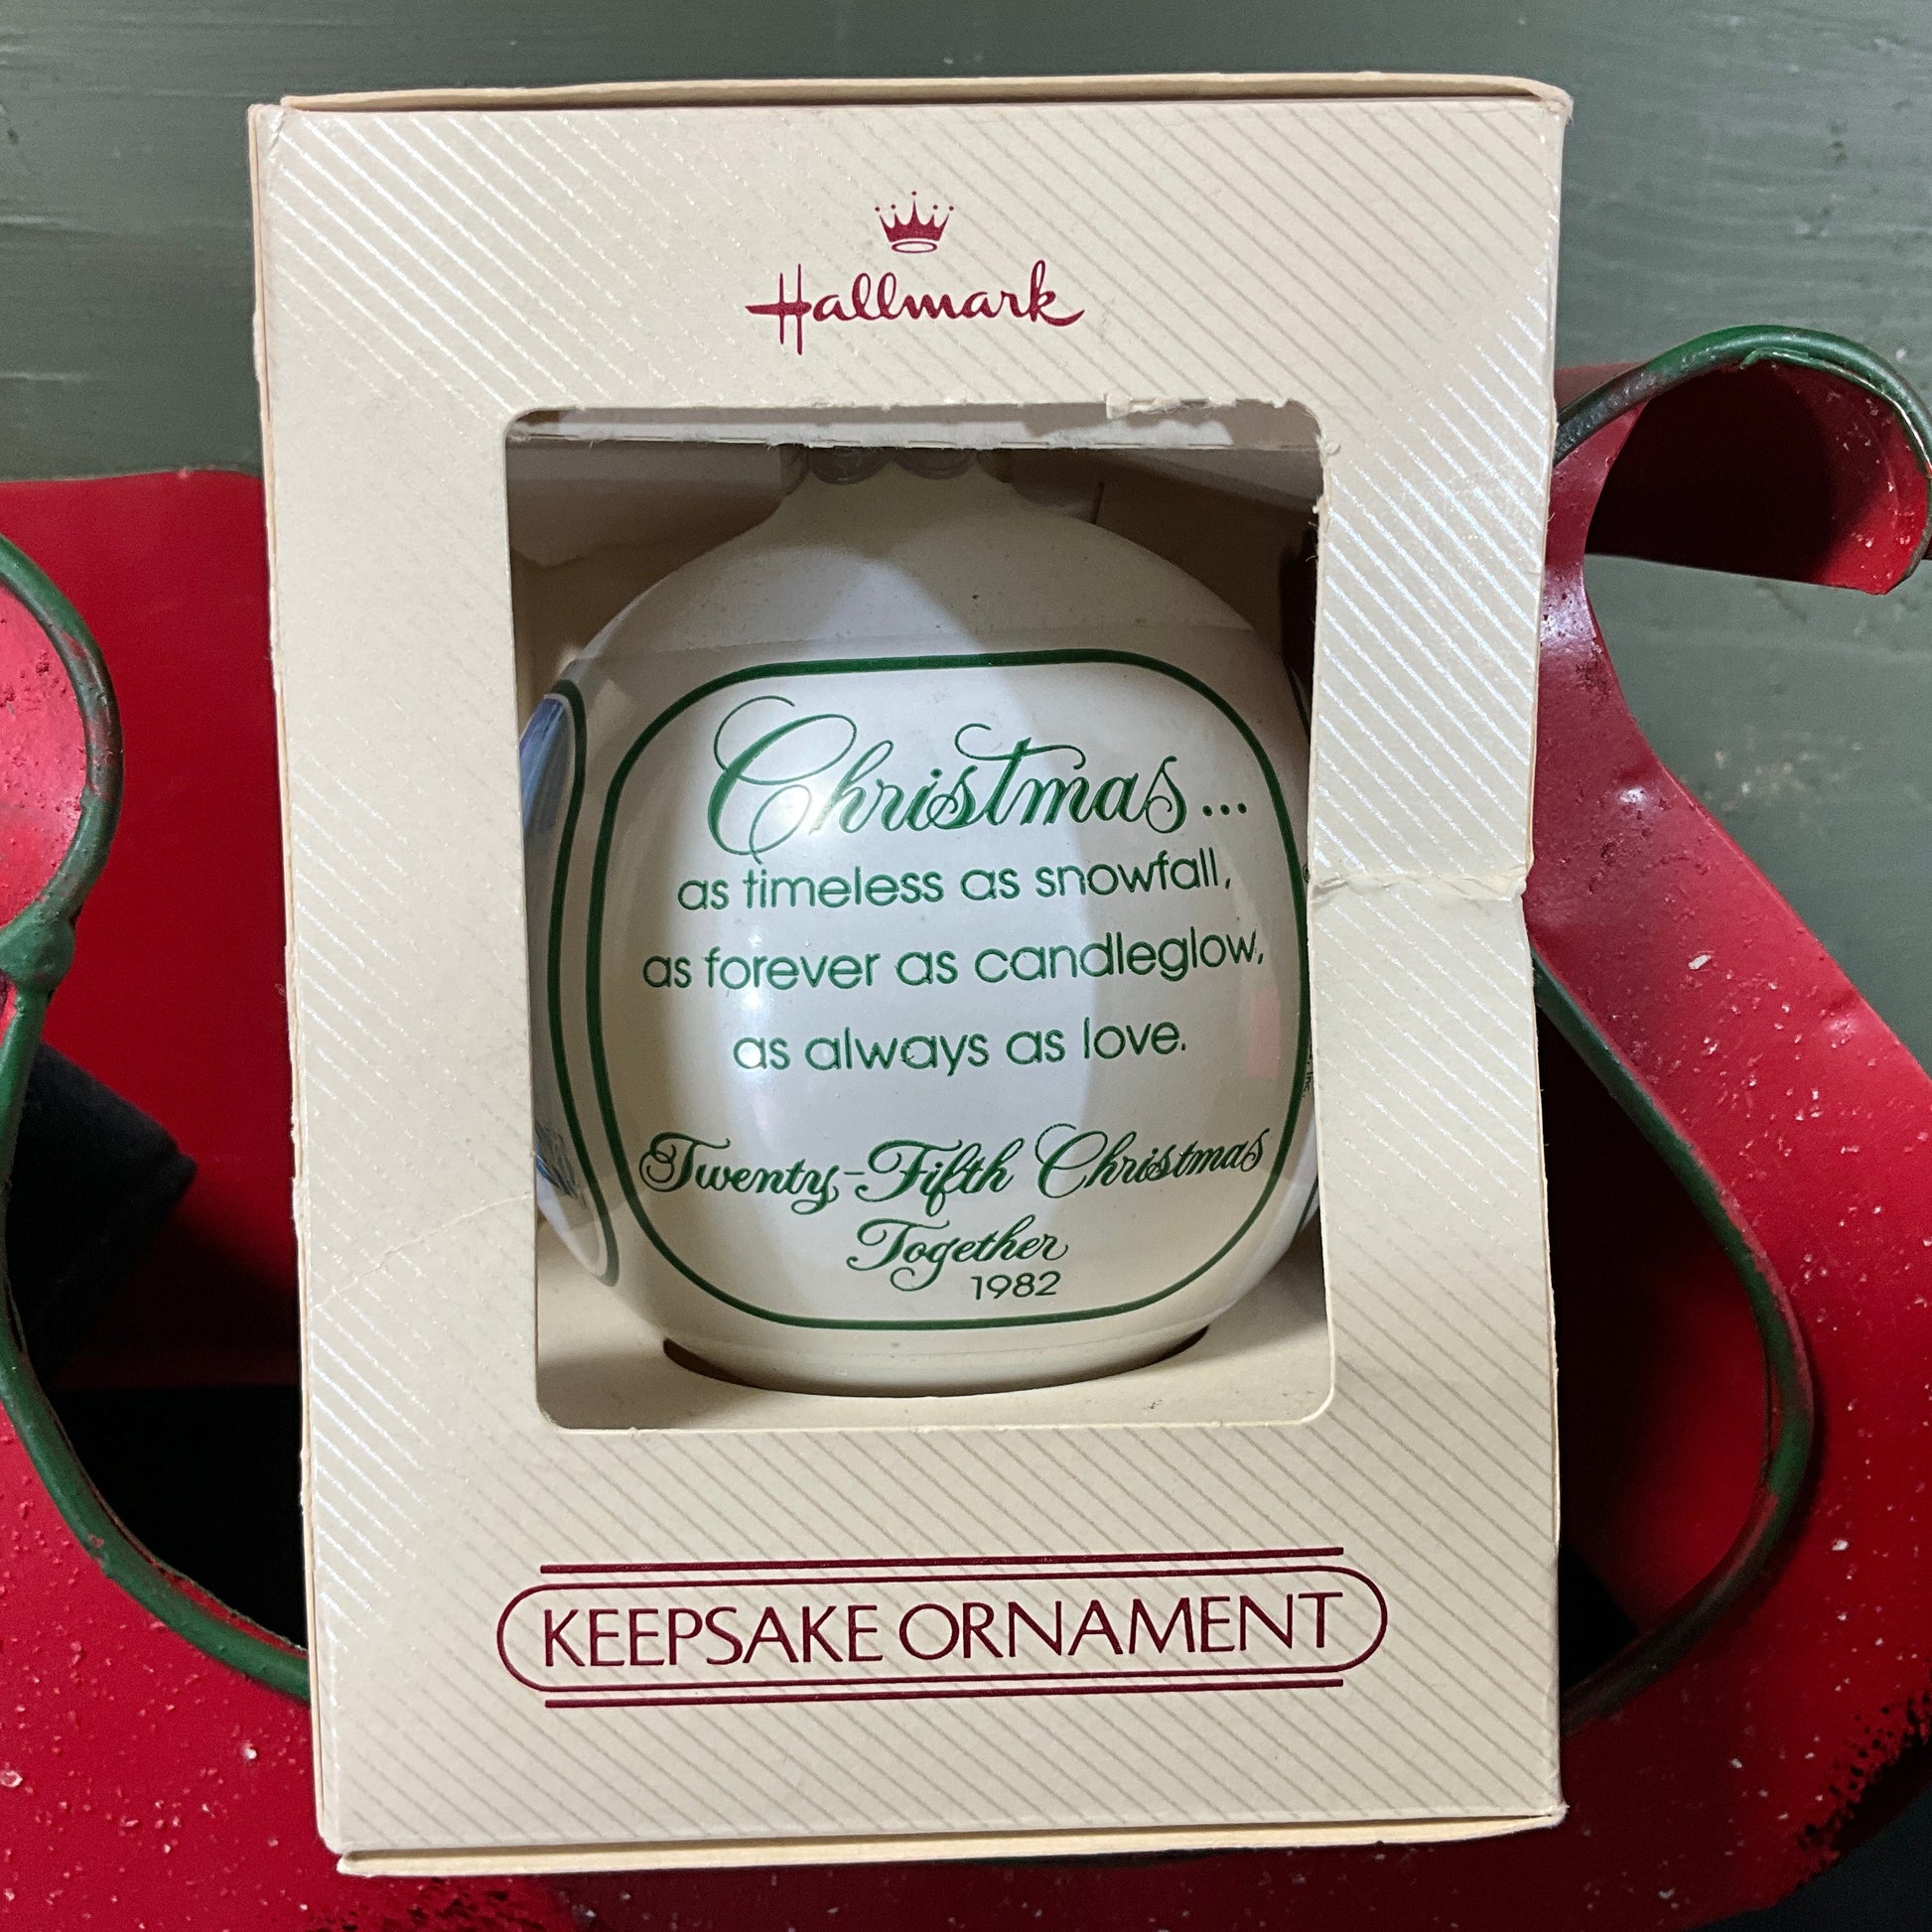 Hallmark
Christmas...
as timeless as snowfall,
as forever as candleglow,
as always as love.
Twenty-Fifth Christmas
Together
1982
KEEPSAKE ORNAMENT